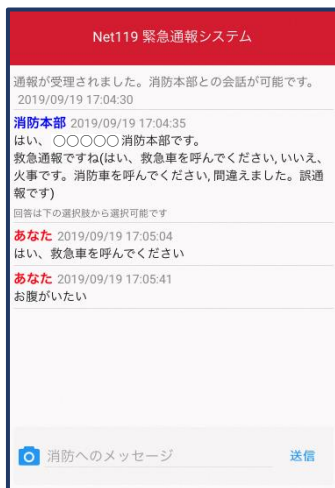 Net119 緊急通報システム
通報が受理されました。消防本部との会話が可能です。
2019/09/19 17:04:30
消防本部 2019/09/19 17:04:35
はい、〇〇〇〇〇消防本部です。
救急通報ですね(はい、救急車を呼んでください,いいえ、
火事です。消防車を呼んでください,間違えました。誤通
報です)
回答は下の選択肢から選択可能です
あなた 2019/09/19 17:05:04
はい、救急車を呼んでください
あなた 2019/09/19 17:05:41
お腹がいたい
消防へのメッセージ 送信